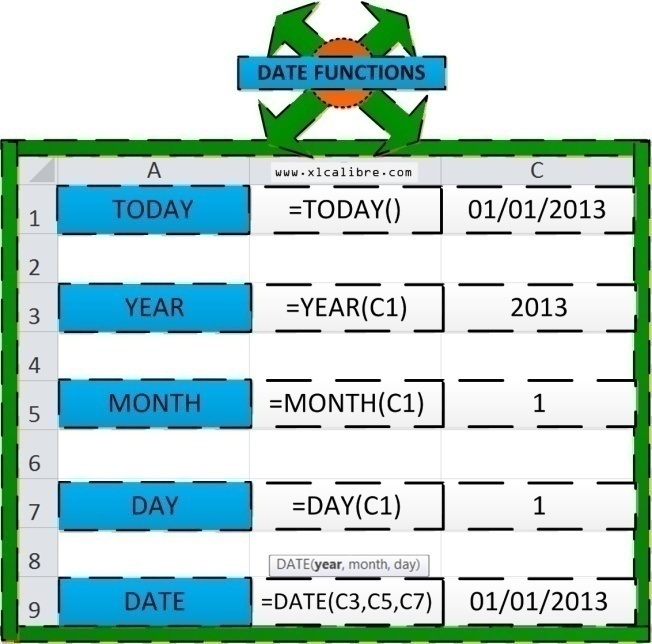 DATE FUNCTIONS
A www.xlcalibre.com C
1 TODAY =TODAY() 01/01/2013
2
3 YEAR =YEAR(C1) 2013
4
5 MONTH =MONTH(C1) 1
6
7 DAY =DAY(C1) 1
8 DATE(year, month, day)
9 DATE =DATE(C3,C5,C7) 01/01/2013